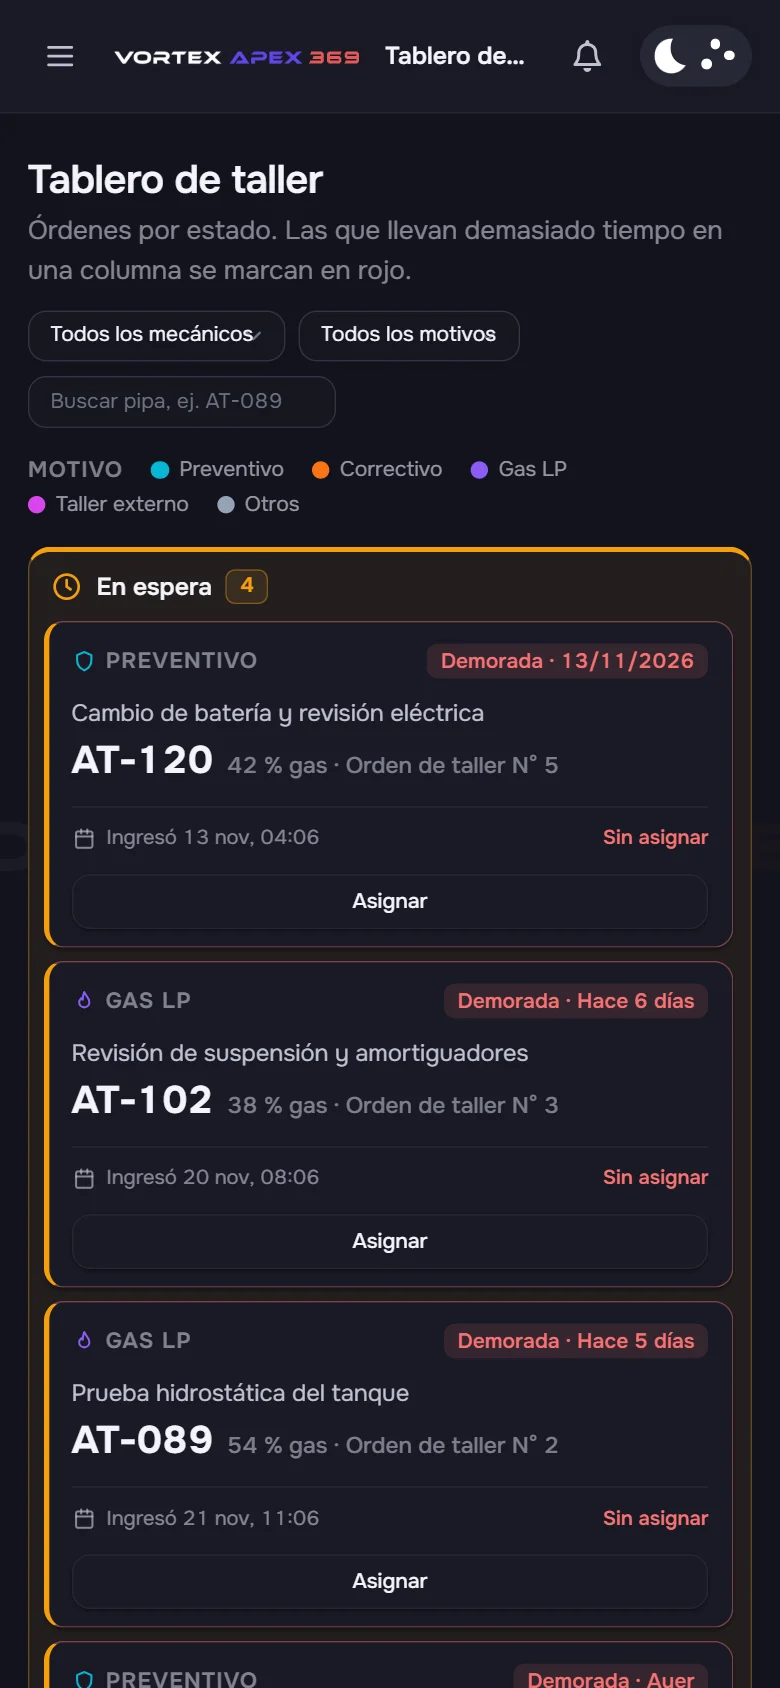 VORTEX APEX 369 Tablero de...
Tablero de taller
Órdenes por estado. Las que llevan demasiado tiempo en
una columna se marcan en rojo.
Todos los mecánicos Todos los motivos
Buscar pipa, ej. AT-089
MOTIVO Preventivo Correctivo Gas LP
Taller externo Otros
En espera 4
PREVENTIVO Demorada · 13/11/2026
Cambio de batería y revisión eléctrica
AT-120 42 % gas · Orden de taller N° 5
Ingresó 13 nov, 04:06 Sin asignar
Asignar
GAS LP Demorada · Hace 6 días
Revisión de suspensión y amortiguadores
AT-102 38 % gas · Orden de taller N° 3
Ingresó 20 nov, 08:06 Sin asignar
Asignar
GAS LP Demorada · Hace 5 días
Prueba hidrostática del tanque
AT-089 54 % gas · Orden de taller N° 2
Ingresó 21 nov, 11:06 Sin asignar
Asignar
PREVENTIVO Demorada · Ayer